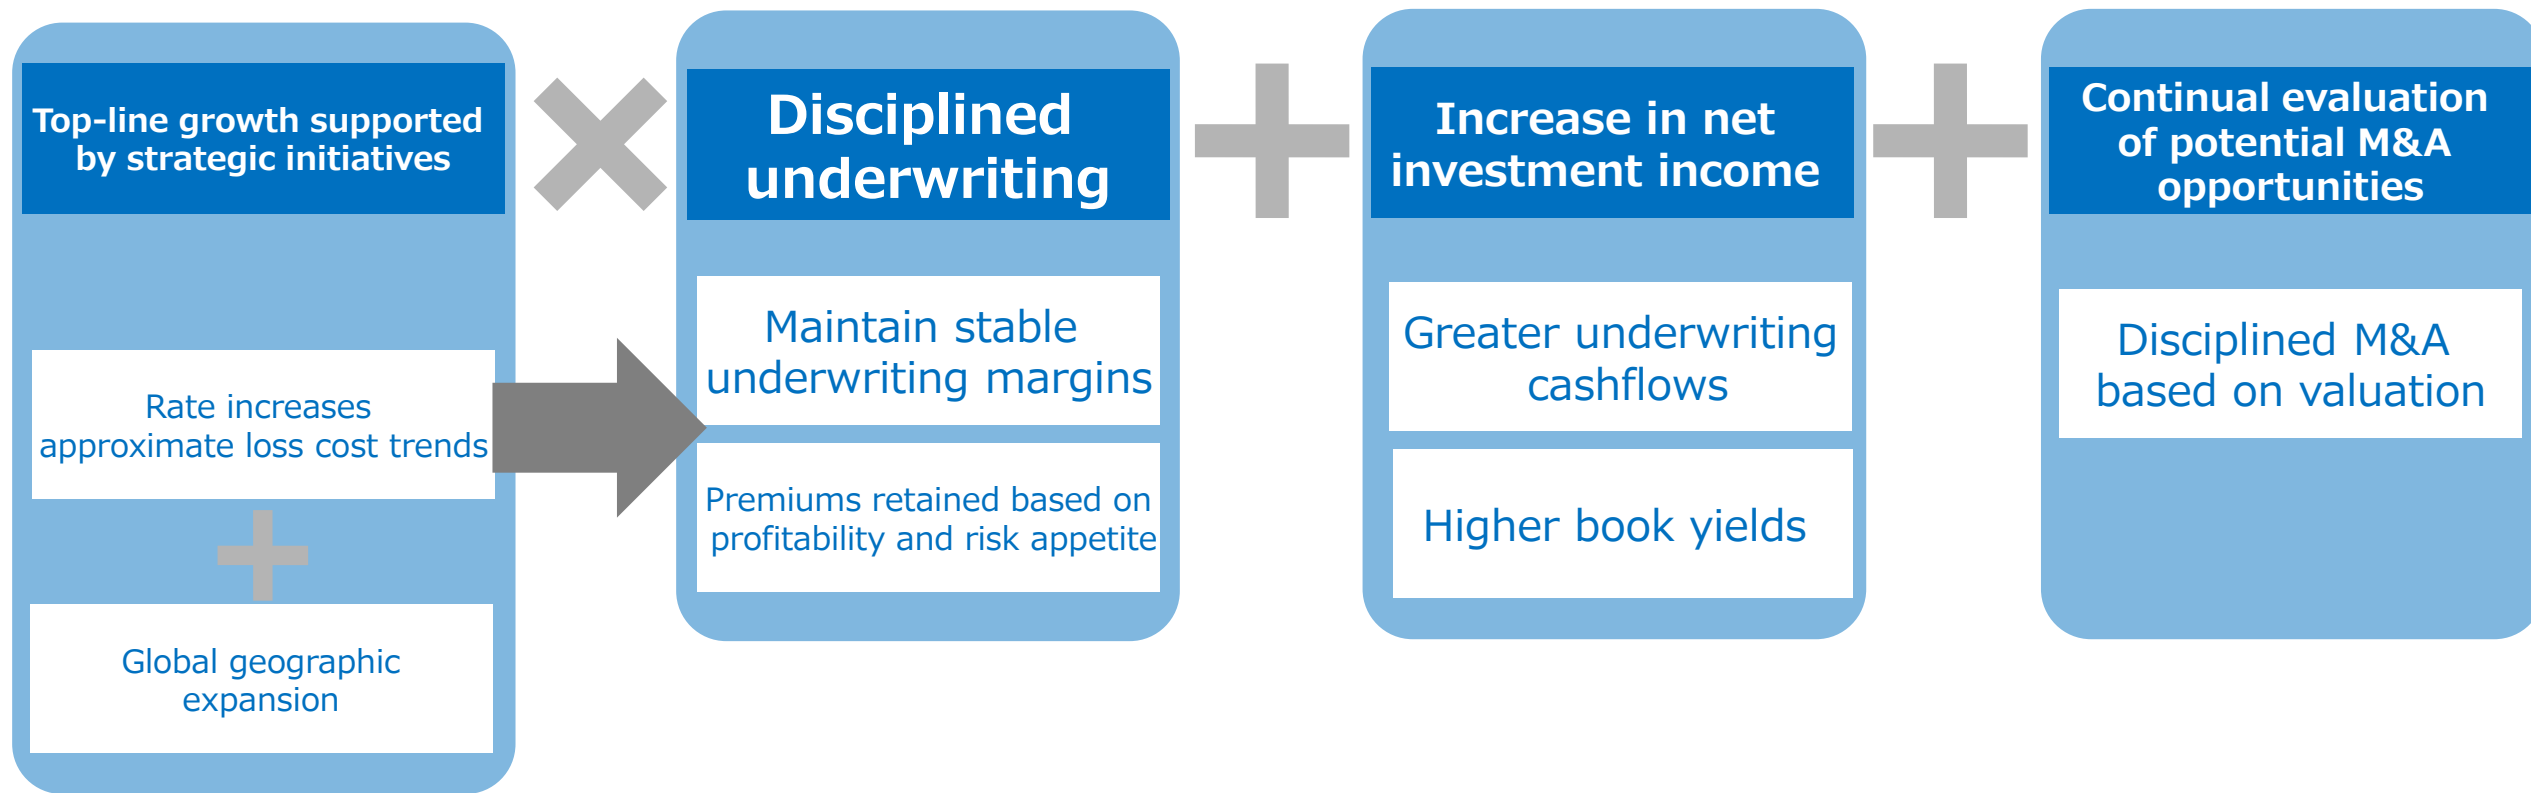 Top-line growth supported
by strategic initiatives
Rate increases
approximate loss cost trends
Global geographic
expansion
Disciplined
underwriting
Maintain stable
underwriting margins
Premiums retained based on
profitability and risk appetite
Increase in net
investment income
Greater underwriting
cashflows
Higher book yields
Continual evaluation
of potential M&A
opportunities
Disciplined M&A
based on valuation